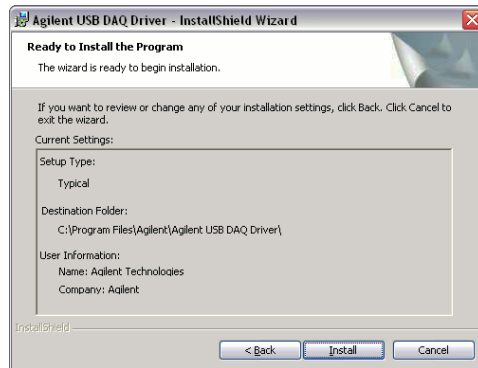 Agilent USB DAQ Driver - InstallShield Wizard
Ready to Install the Program
The wizard is ready to begin installation.
If you want to review or change any of your installation settings, click Back. Click Cancel to
exit the wizard.
Current Settings:
Setup Type:
Typical
Destination Folder:
C:\Program Files\Agilent\Agilent USB DAQ Driver\
User Information:
Name: Agilent Technologies
Company: Agilent
InstallShield
< Back
Install
Cancel